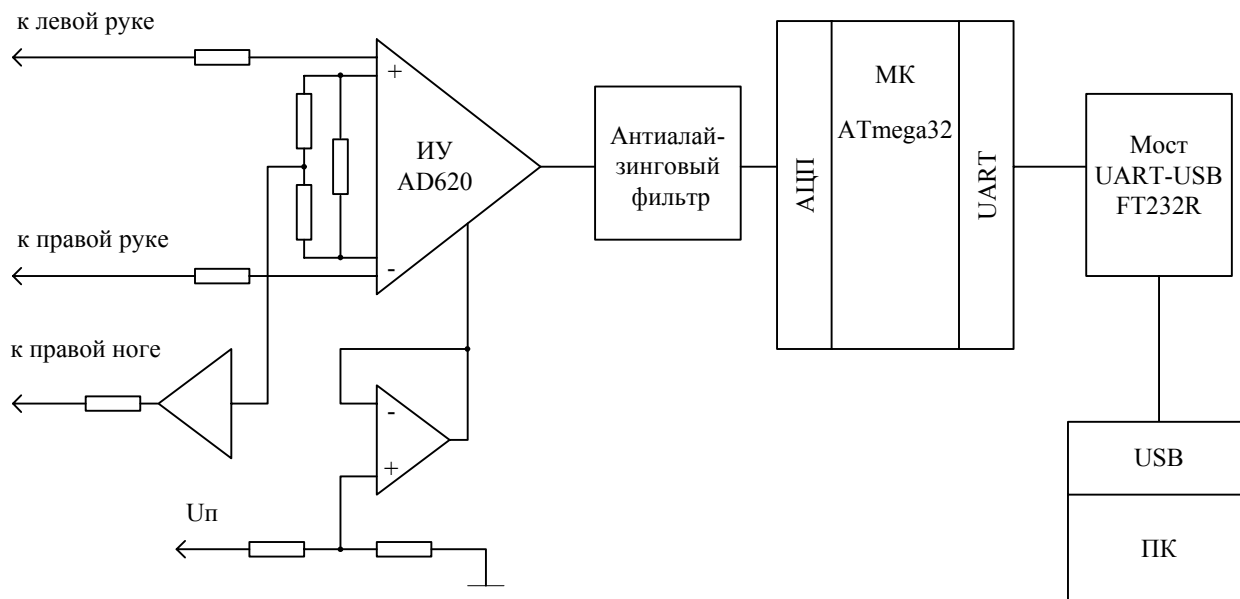 к левой руке
+
ИУ
AD620
-
к правой руке
к правой ноге
-
+
Uп
Антиалай-
зинговый
фильтр
АЦП
МК
ATmega32
UART
Мост
UART-USB
FT232R
USB
ПК